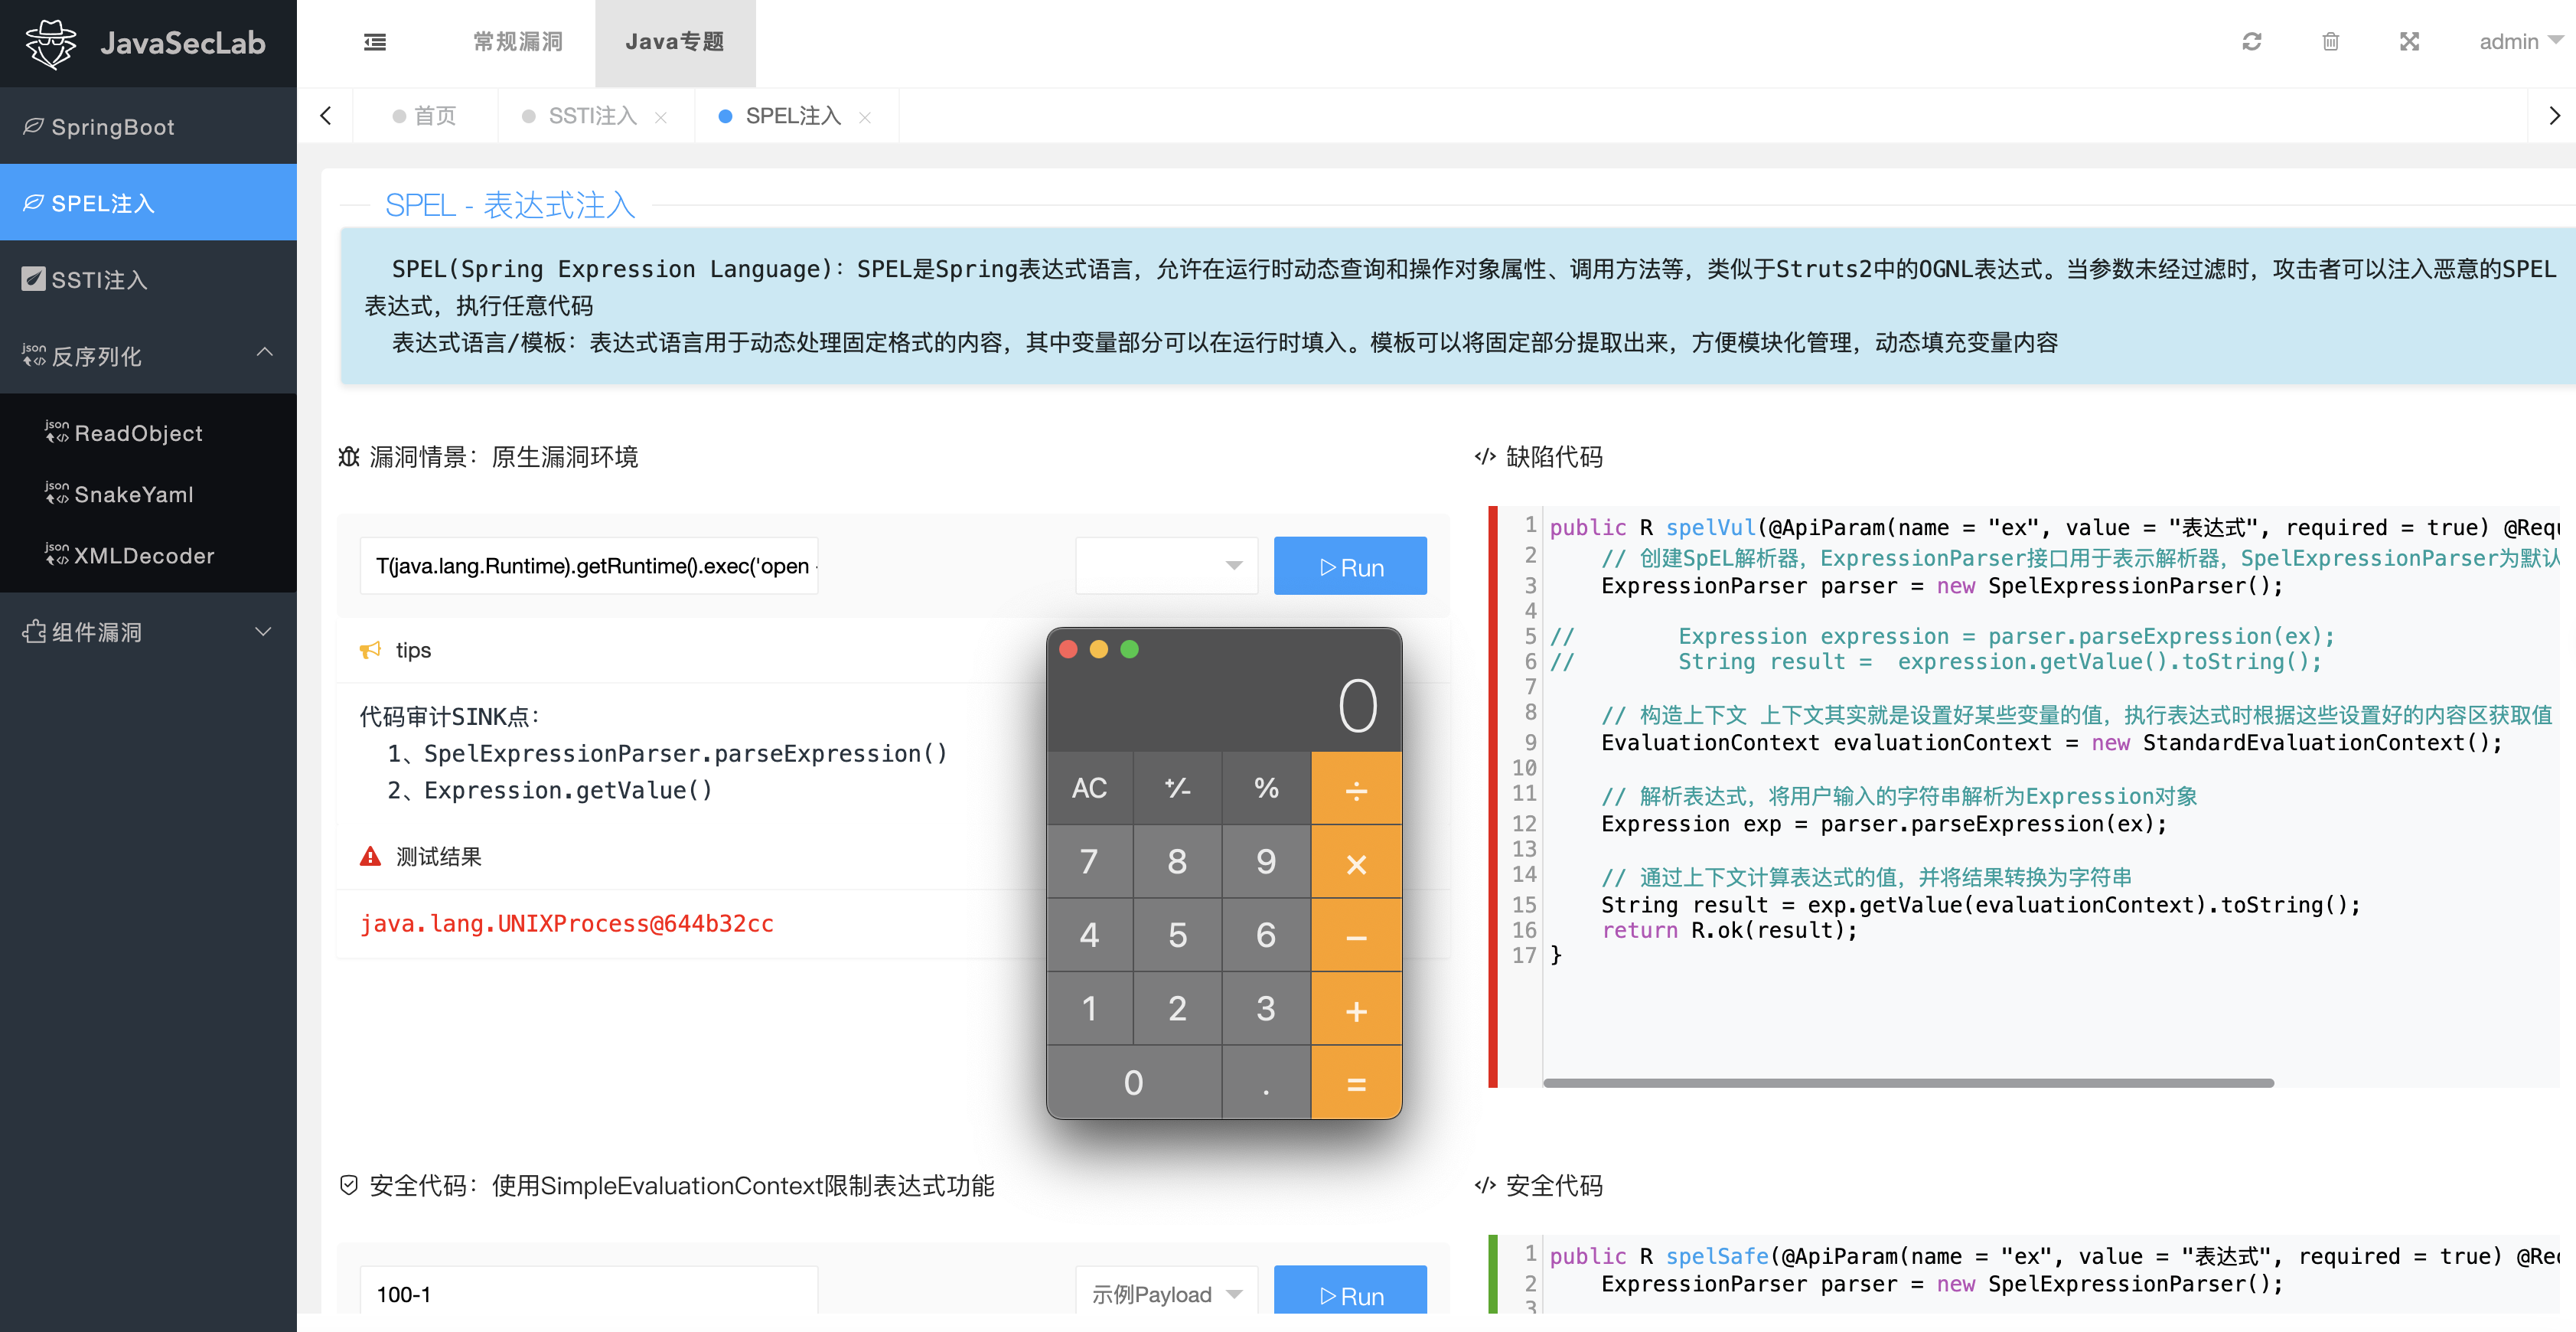 JavaSecLab
常规漏洞
Java专题
admin
SpringBoot
SPEL注入
SSTI注入
反序列化
ReadObject
SnakeYaml
XMLDecoder
组件漏洞
首页
SSTI注入
SPEL注入
SPEL - 表达式注入
SPEL(Spring Expression Language)：SPEL是Spring表达式语言，允许在运行时动态查询和操作对象属性、调用方法等，类似于Struts2中的OGNL表达式。当参数未经过滤时，攻击者可以注入恶意的SPEL
表达式，执行任意代码
表达式语言/模板：表达式语言用于动态处理固定格式的内容，其中变量部分可以在运行时填入。模板可以将固定部分提取出来，方便模块化管理，动态填充变量内容
漏洞情景：原生漏洞环境
T(java.lang.Runtime).getRuntime().exec('open
Run
tips
代码审计SINK点：
1、SpelExpressionParser.parseExpression()
2、Expression.getValue()
测试结果
java.lang.UNIXProcess@644b32cc
0
AC +/- % ÷
7 8 9 ×
4 5 6 −
1 2 3 +
0 . =
缺陷代码
1 public R spelVul(@ApiParam(name = "ex", value = "表达式", required = true) @Requ
2 // 创建SpEL解析器，ExpressionParser接口用于表示解析器，SpelExpressionParser为默认
3 ExpressionParser parser = new SpelExpressionParser();
4
5 // Expression expression = parser.parseExpression(ex);
6 // String result = expression.getValue().toString();
7
8 // 构造上下文 上下文其实就是设置好某些变量的值，执行表达式时根据这些设置好的内容区获取值
9 EvaluationContext evaluationContext = new StandardEvaluationContext();
10
11 // 解析表达式，将用户输入的字符串解析为Expression对象
12 Expression exp = parser.parseExpression(ex);
13
14 // 通过上下文计算表达式的值，并将结果转换为字符串
15 String result = exp.getValue(evaluationContext).toString();
16 return R.ok(result);
17 }
安全代码：使用SimpleEvaluationContext限制表达式功能
100-1
示例Payload
Run
安全代码
1 public R spelSafe(@ApiParam(name = "ex", value = "表达式", required = true) @Rec
2 ExpressionParser parser = new SpelExpressionParser();
3